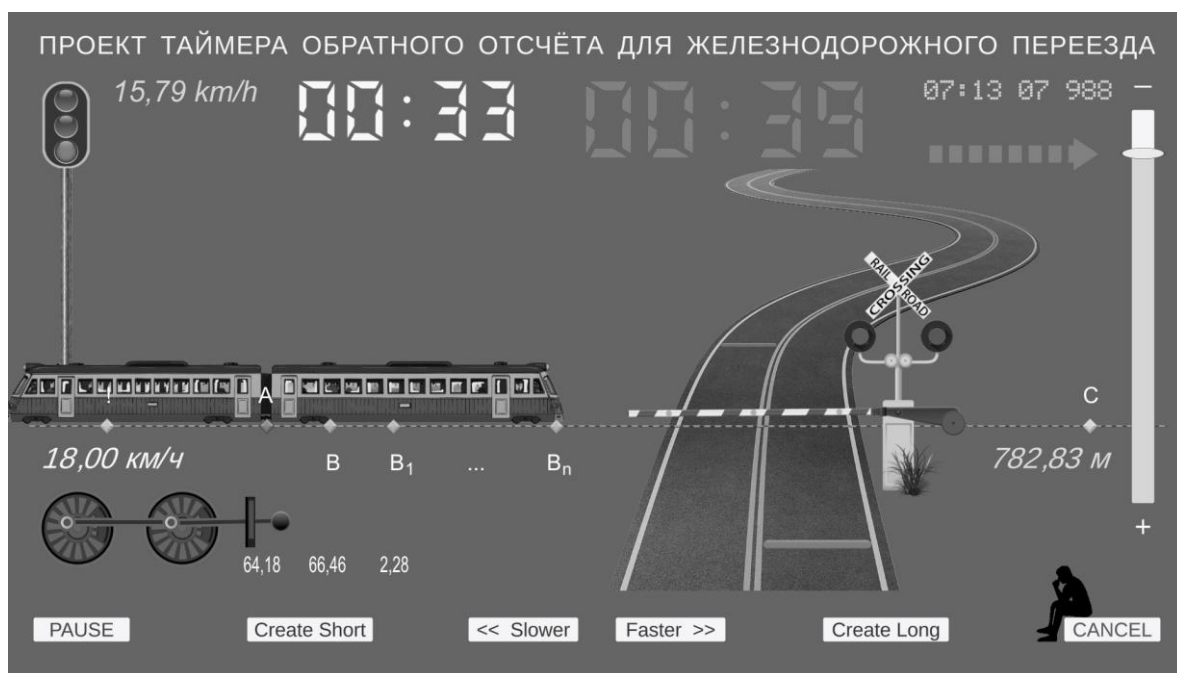 ПРОЕКТ ТАЙМЕРА ОБРАТНОГО ОТСЧЁТА ДЛЯ ЖЕЛЕЗНОДОРОЖНОГО ПЕРЕЕЗДА
15,79 km/h
00:33
00:39
07:13 07 988
−
RAIL ROAD
CROSSING
!
A
C
18,00 км/ч
B
B₁
...
Bₙ
782,83 м
+
64,18
66,46
2,28
PAUSE
Create Short
<< Slower
Faster >>
Create Long
CANCEL